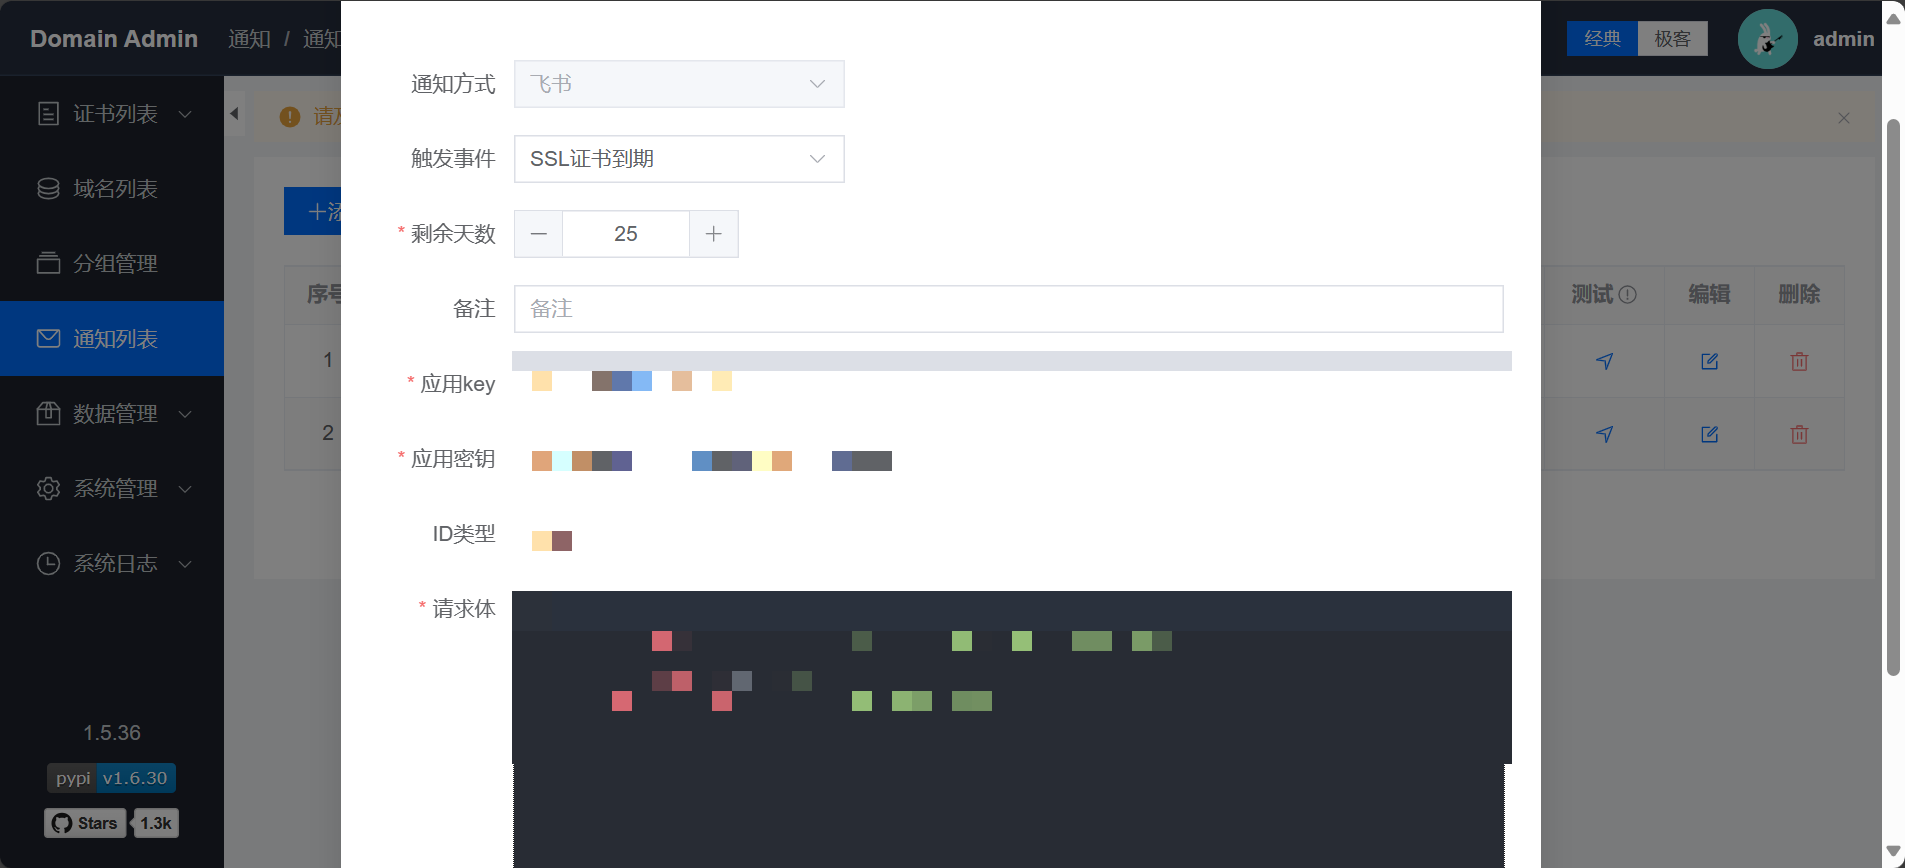 Domain Admin
通知 / 通知
经典
极客
admin
证书列表
域名列表
分组管理
通知列表
数据管理
系统管理
系统日志
1.5.36
pypi v1.6.30
Stars 1.3k
请及
添
序号
测试
编辑
删除
1
2
通知方式
飞书
触发事件
SSL证书到期
* 剩余天数
25
备注
备注
* 应用key
* 应用密钥
ID类型
* 请求体